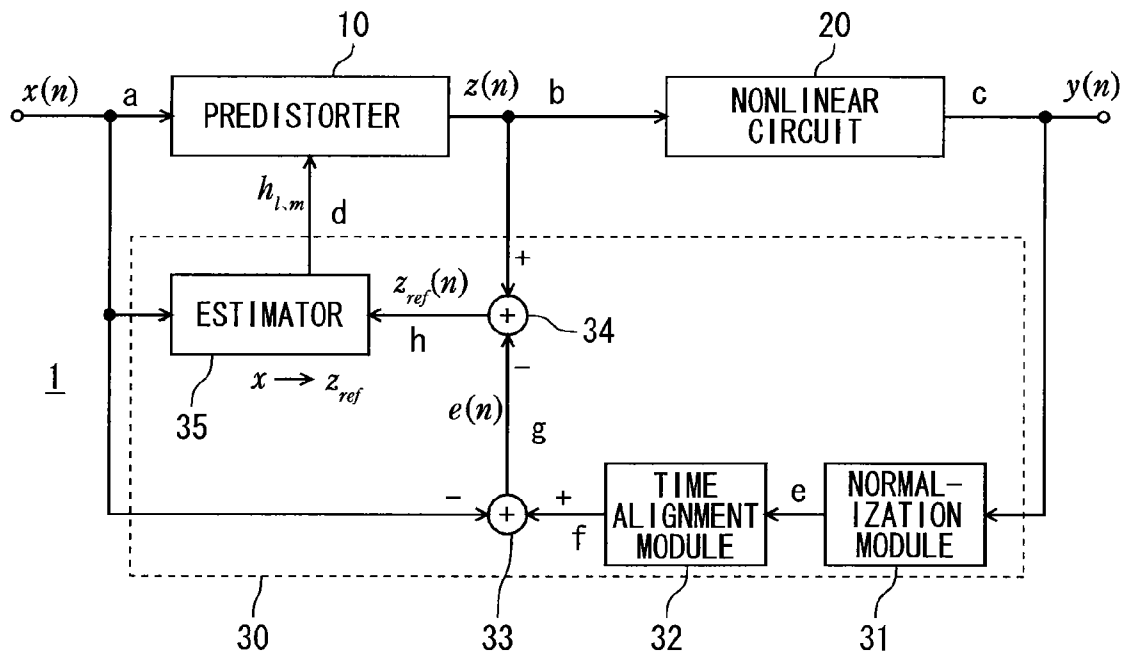 10
20
x(n)
a
PREDISTORTER
z(n)
b
NONLINEAR
CIRCUIT
c
y(n)
h_{l、m}
d
+
ESTIMATOR
z_{ref}(n)
h
+
34
1
x → z_{ref}
35
−
e(n)
g
−
+
+
f
TIME
ALIGNMENT
MODULE
e
NORMAL-
IZATION
MODULE
30
33
32
31